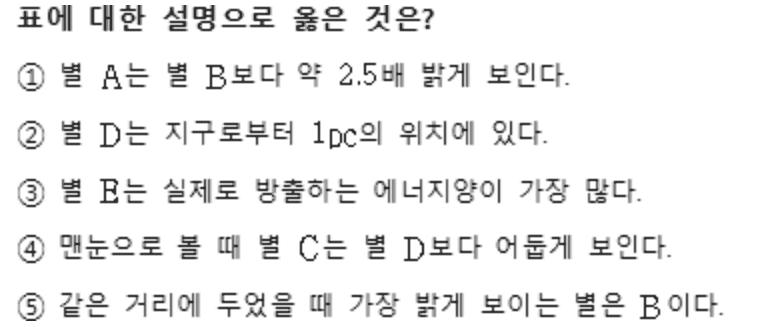 표에 대한 설명으로 옳은 것은?
① 별 A는 별 B보다 약 2.5배 밝게 보인다.
② 별 D는 지구로부터 1pc의 위치에 있다.
③ 별 E는 실제로 방출하는 에너지양이 가장 많다.
④ 맨눈으로 볼 때 별 C는 별 D보다 어둡게 보인다.
⑤ 같은 거리에 두었을 때 가장 밝게 보이는 별은 B이다.